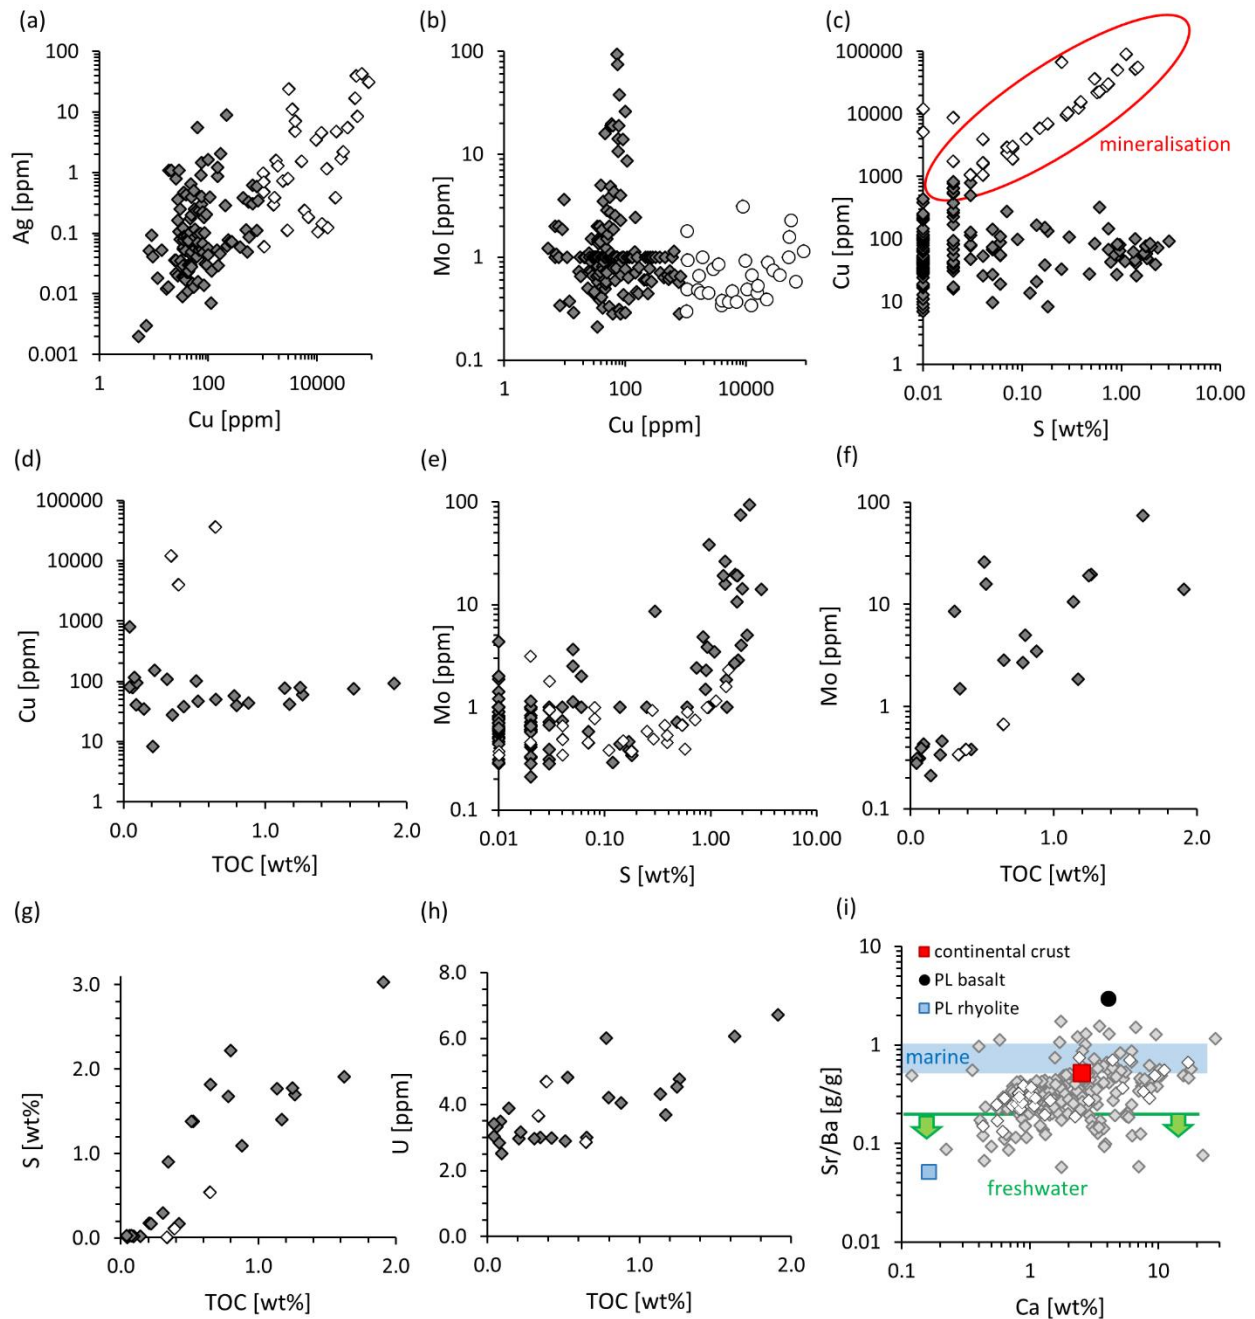 (a)
100
10
1
0.1
0.01
0.001
Ag [ppm]
1
100
10000
Cu [ppm]
(b)
100
10
1
0.1
Mo [ppm]
1
100
10000
Cu [ppm]
(c)
100000
10000
1000
100
10
1
Cu [ppm]
mineralisation
0.01
0.10
1.00
10.00
S [wt%]
(d)
100000
10000
1000
100
10
1
Cu [ppm]
0.0
1.0
2.0
TOC [wt%]
(e)
100
10
1
0.1
Mo [ppm]
0.01
0.10
1.00
10.00
S [wt%]
(f)
100
10
1
0.1
Mo [ppm]
0.0
1.0
2.0
TOC [wt%]
(g)
3.0
2.0
1.0
0.0
S [wt%]
0.0
1.0
2.0
TOC [wt%]
(h)
8.0
6.0
4.0
2.0
0.0
U [ppm]
0.0
1.0
2.0
TOC [wt%]
(i)
10
1
0.1
0.01
Sr/Ba [g/g]
continental crust
PL basalt
PL rhyolite
marine
freshwater
0.1
1
10
Ca [wt%]